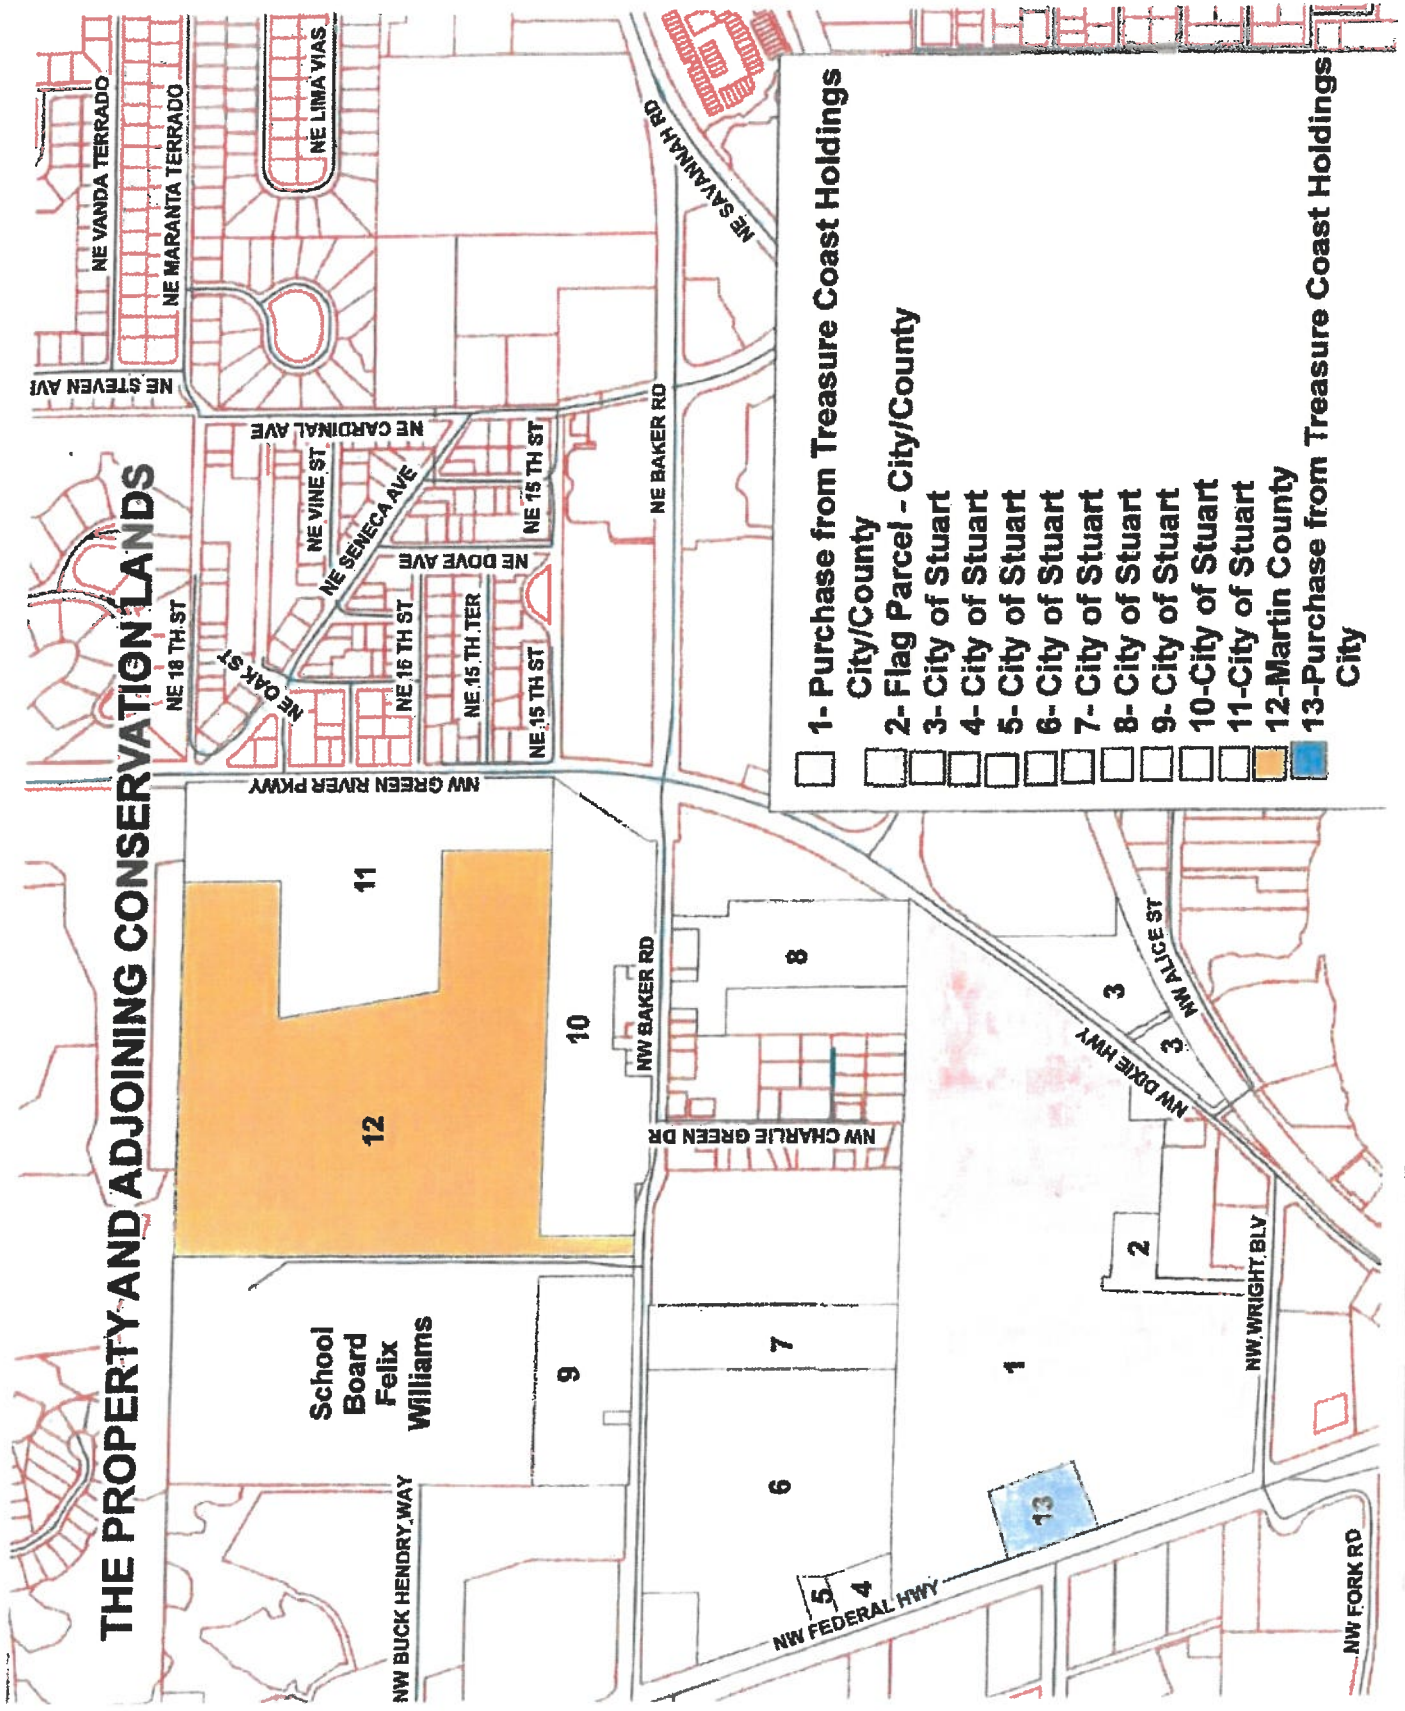 THE PROPERTY AND ADJOINING CONSERVATION LANDS
NE VANDA TERRADO
NE MARANTA TERRADO
NE LIMA VIAS
NE STEVEN AVE
NE CARDINAL AVE
NE 18 TH ST
NE OAK ST
NE VINE ST
NE SENECA AVE
NE DOVE AVE
NE 15 TH ST
NE 16 TH ST
NE 15 TH TER
NE 15 TH ST
NW GREEN RIVER PKWY
NE BAKER RD
NE SAVANNAH RD
School
Board
Felix
Williams
NW BUCK HENDRY WAY
12
11
10
9
NW BAKER RD
NW CHARLIE GREEN DR
8
7
6
5
4
NW FEDERAL HWY
13
1
2
3
3
NW DIXIE HWY
NW ALICE ST
NW WRIGHT BLV
NW FORK RD
1- Purchase from Treasure Coast Holdings
City/County
2- Flag Parcel - City/County
3- City of Stuart
4- City of Stuart
5- City of Stuart
6- City of Stuart
7- City of Stuart
8- City of Stuart
9- City of Stuart
10-City of Stuart
11-City of Stuart
12-Martin County
13-Purchase from Treasure Coast Holdings
City